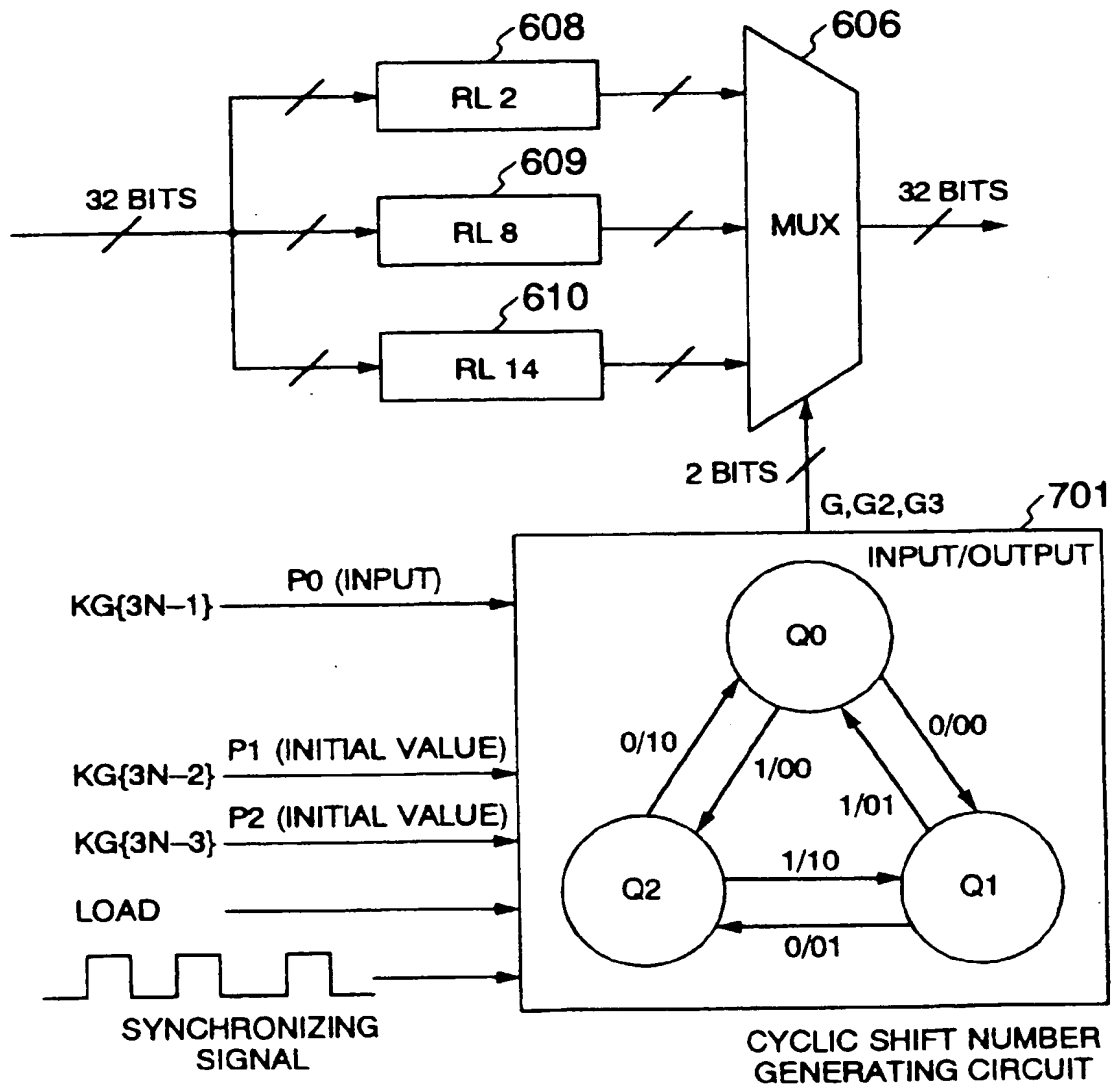 608
606
RL 2
609
32 BITS
32 BITS
RL 8
MUX
610
RL 14
2 BITS
701
G,G2,G3
INPUT/OUTPUT
P0 (INPUT)
KG{3N-1}
Q0
0/10
0/00
P1 (INITIAL VALUE)
1/00
KG{3N-2}
1/01
P2 (INITIAL VALUE)
KG{3N-3}
1/10
Q2
Q1
LOAD
0/01
SYNCHRONIZING
SIGNAL
CYCLIC SHIFT NUMBER
GENERATING CIRCUIT